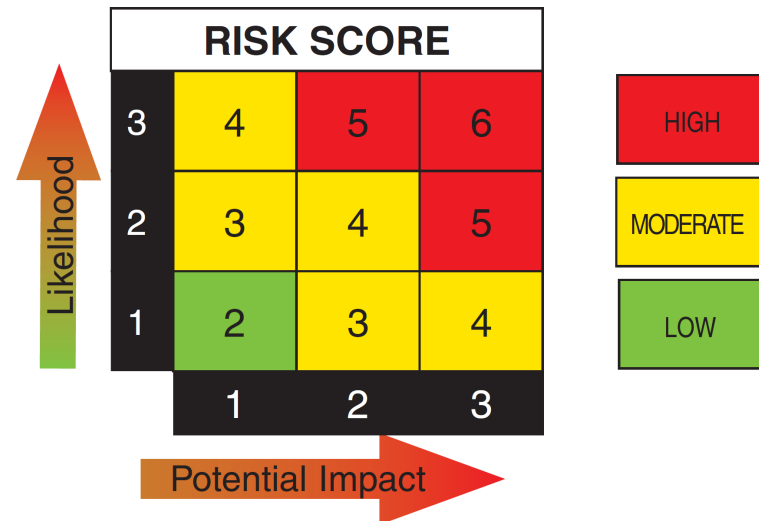 RISK SCORE
Likelihood
3 4 5 6
2 3 4 5
1 2 3 4
1 2 3
Potential Impact
HIGH
MODERATE
LOW